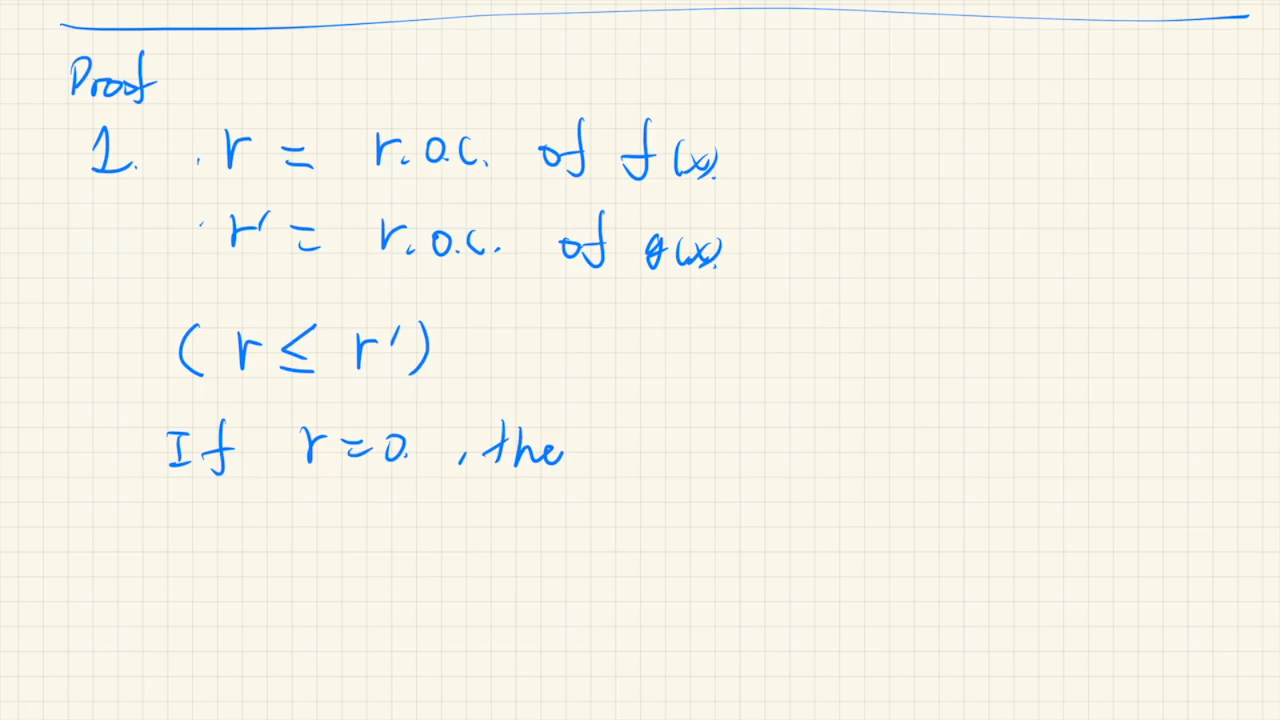 Proof
1. · r = r.o.c. of f(x).
· r' = r.o.c. of g(x).
( r ≤ r' )
If r=0. , the